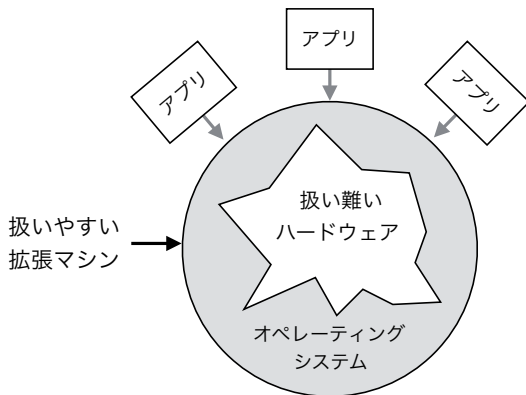 アプリ
アプリ
アプリ
扱い難い
ハードウェア
扱いやすい
拡張マシン
オペレーティング
システム